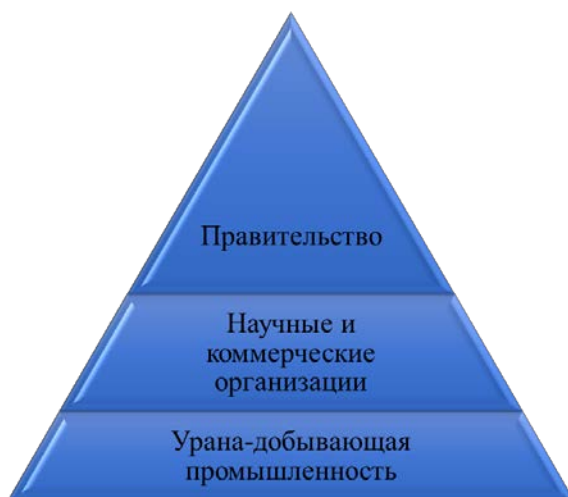 Правительство
Научные и
коммерческие
организации
Урана-добывающая
промышленность